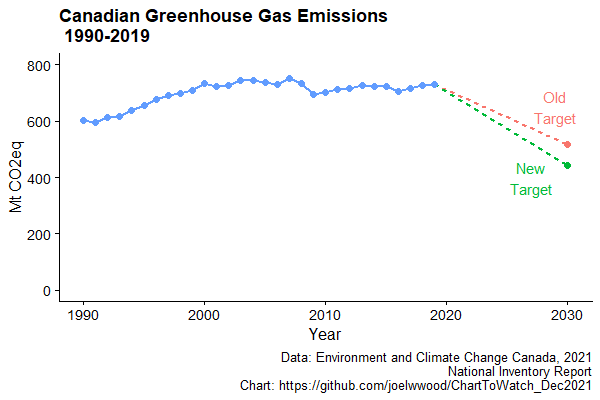 Canadian Greenhouse Gas Emissions
1990-2019
Mt CO2eq
800
600
400
200
0
Old
Target
New
Target
1990
2000
2010
2020
2030
Year
Data: Environment and Climate Change Canada, 2021
National Inventory Report
Chart: https://github.com/joelwwood/ChartToWatch_Dec2021